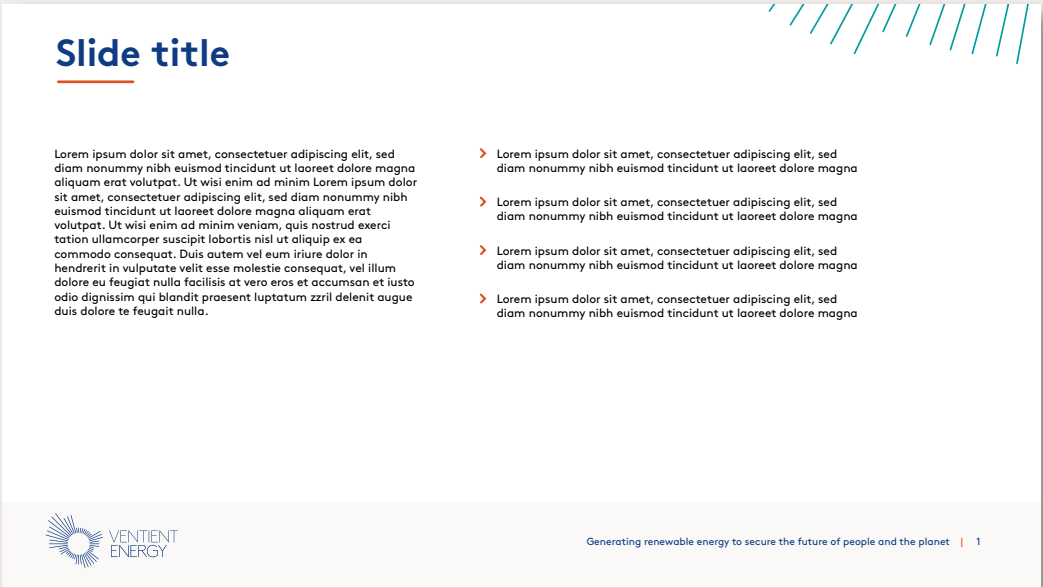 Slide title
Lorem ipsum dolor sit amet, consectetuer adipiscing elit, sed
diam nonummy nibh euismod tincidunt ut laoreet dolore magna
aliquam erat volutpat. Ut wisi enim ad minim Lorem ipsum dolor
sit amet, consectetuer adipiscing elit, sed diam nonummy nibh
euismod tincidunt ut laoreet dolore magna aliquam erat
volutpat. Ut wisi enim ad minim veniam, quis nostrud exerci
tation ullamcorper suscipit lobortis nisl ut aliquip ex ea
commodo consequat. Duis autem vel eum iriure dolor in
hendrerit in vulputate velit esse molestie consequat, vel illum
dolore eu feugiat nulla facilisis at vero eros et accumsan et iusto
odio dignissim qui blandit praesent luptatum zzril delenit augue
duis dolore te feugait nulla.
Lorem ipsum dolor sit amet, consectetuer adipiscing elit, sed
diam nonummy nibh euismod tincidunt ut laoreet dolore magna
Lorem ipsum dolor sit amet, consectetuer adipiscing elit, sed
diam nonummy nibh euismod tincidunt ut laoreet dolore magna
Lorem ipsum dolor sit amet, consectetuer adipiscing elit, sed
diam nonummy nibh euismod tincidunt ut laoreet dolore magna
Lorem ipsum dolor sit amet, consectetuer adipiscing elit, sed
diam nonummy nibh euismod tincidunt ut laoreet dolore magna
VENTIENT
ENERGY
Generating renewable energy to secure the future of people and the planet | 1